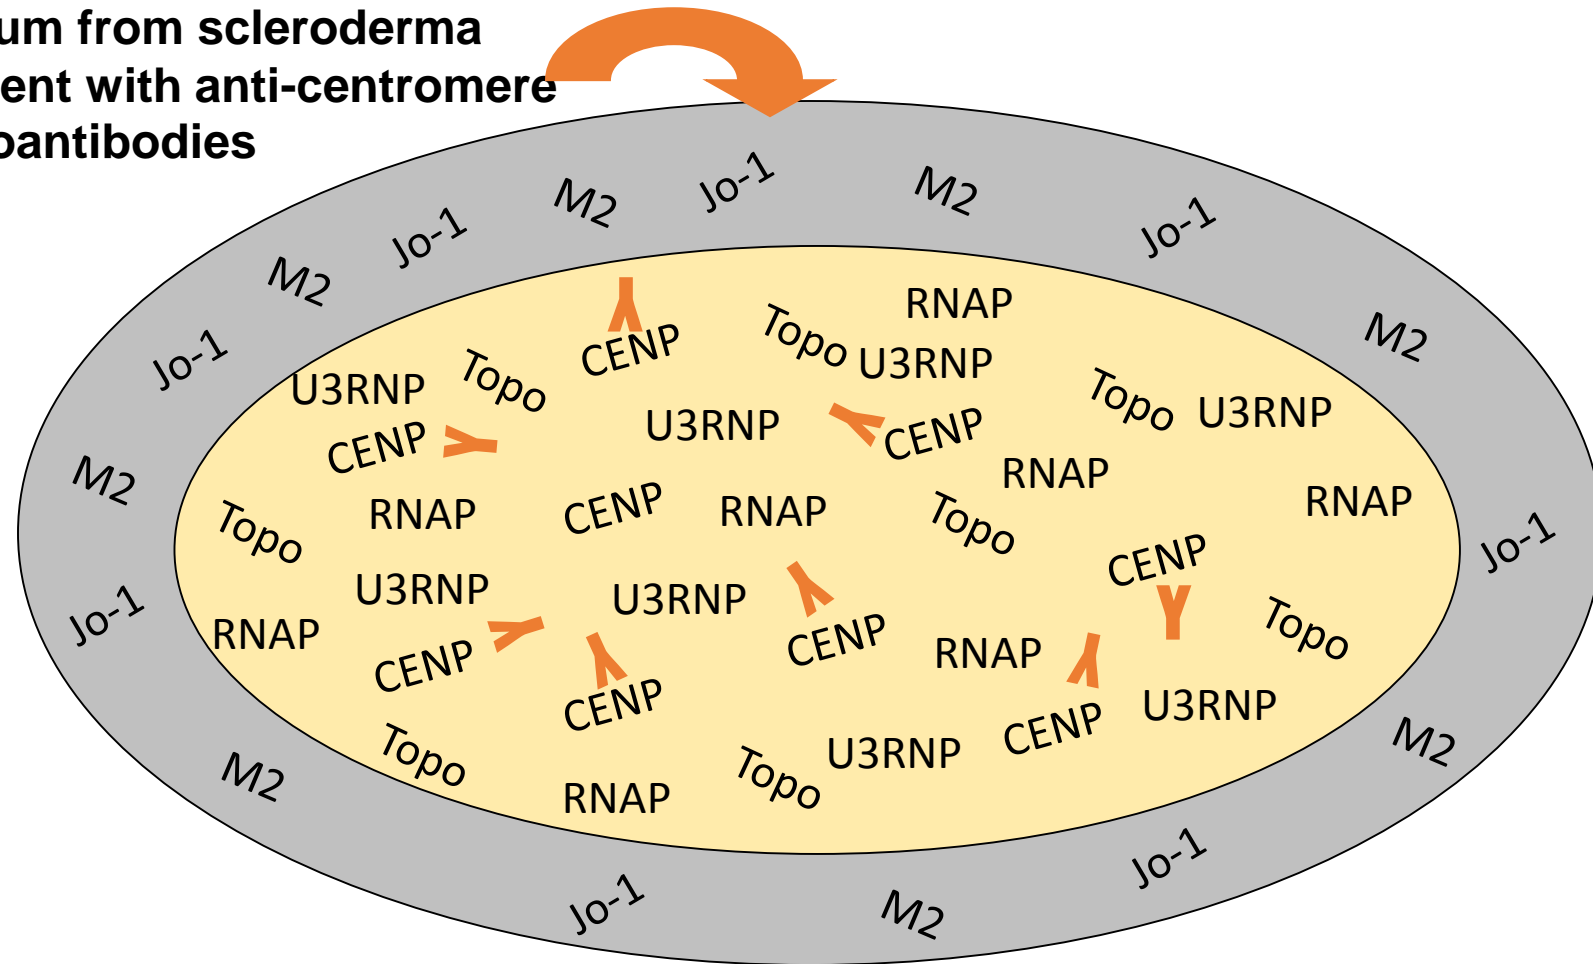 um from scleroderma
ent with anti-centromere
oantibodies
Jo-1
M2
M2
Jo-1
Jo-1
M2
M2
RNAP
Topo
M2
Jo-1
CENP
U3RNP
Topo
U3RNP
Topo
U3RNP
U3RNP
CENP
CENP
RNAP
M2
CENP
RNAP
RNAP
RNAP
Topo
Topo
Jo-1
CENP
U3RNP
U3RNP
Jo-1
RNAP
Topo
CENP
RNAP
CENP
CENP
U3RNP
CENP
M2
Topo
U3RNP
M2
Topo
RNAP
Jo-1
Jo-1
M2